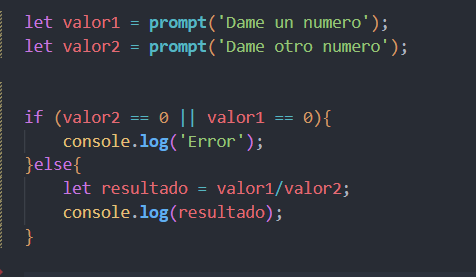 let valor1 = prompt('Dame un numero');
let valor2 = prompt('Dame otro numero');
if (valor2 == 0 || valor1 == 0){
    console.log('Error');
}else{
    let resultado = valor1/valor2;
    console.log(resultado);
}